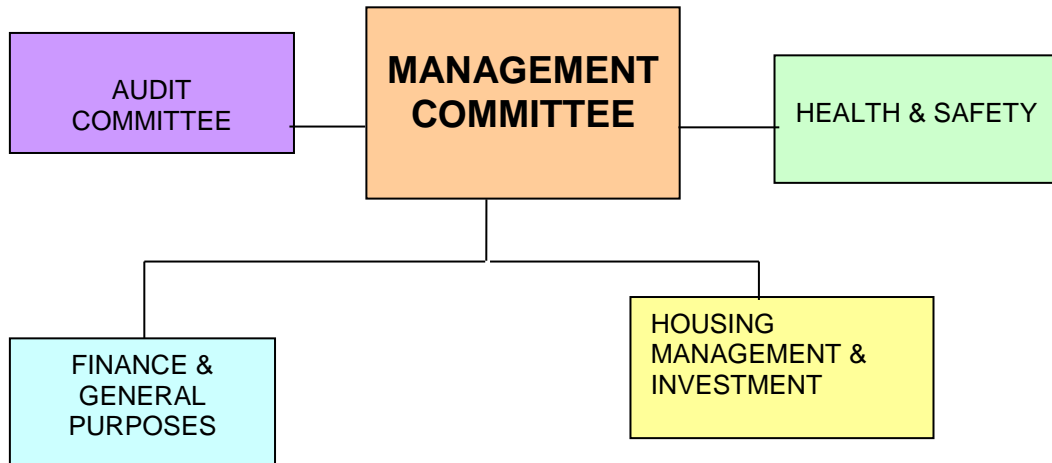 AUDIT
COMMITTEE
MANAGEMENT
COMMITTEE
HEALTH & SAFETY
FINANCE &
GENERAL
PURPOSES
HOUSING
MANAGEMENT &
INVESTMENT